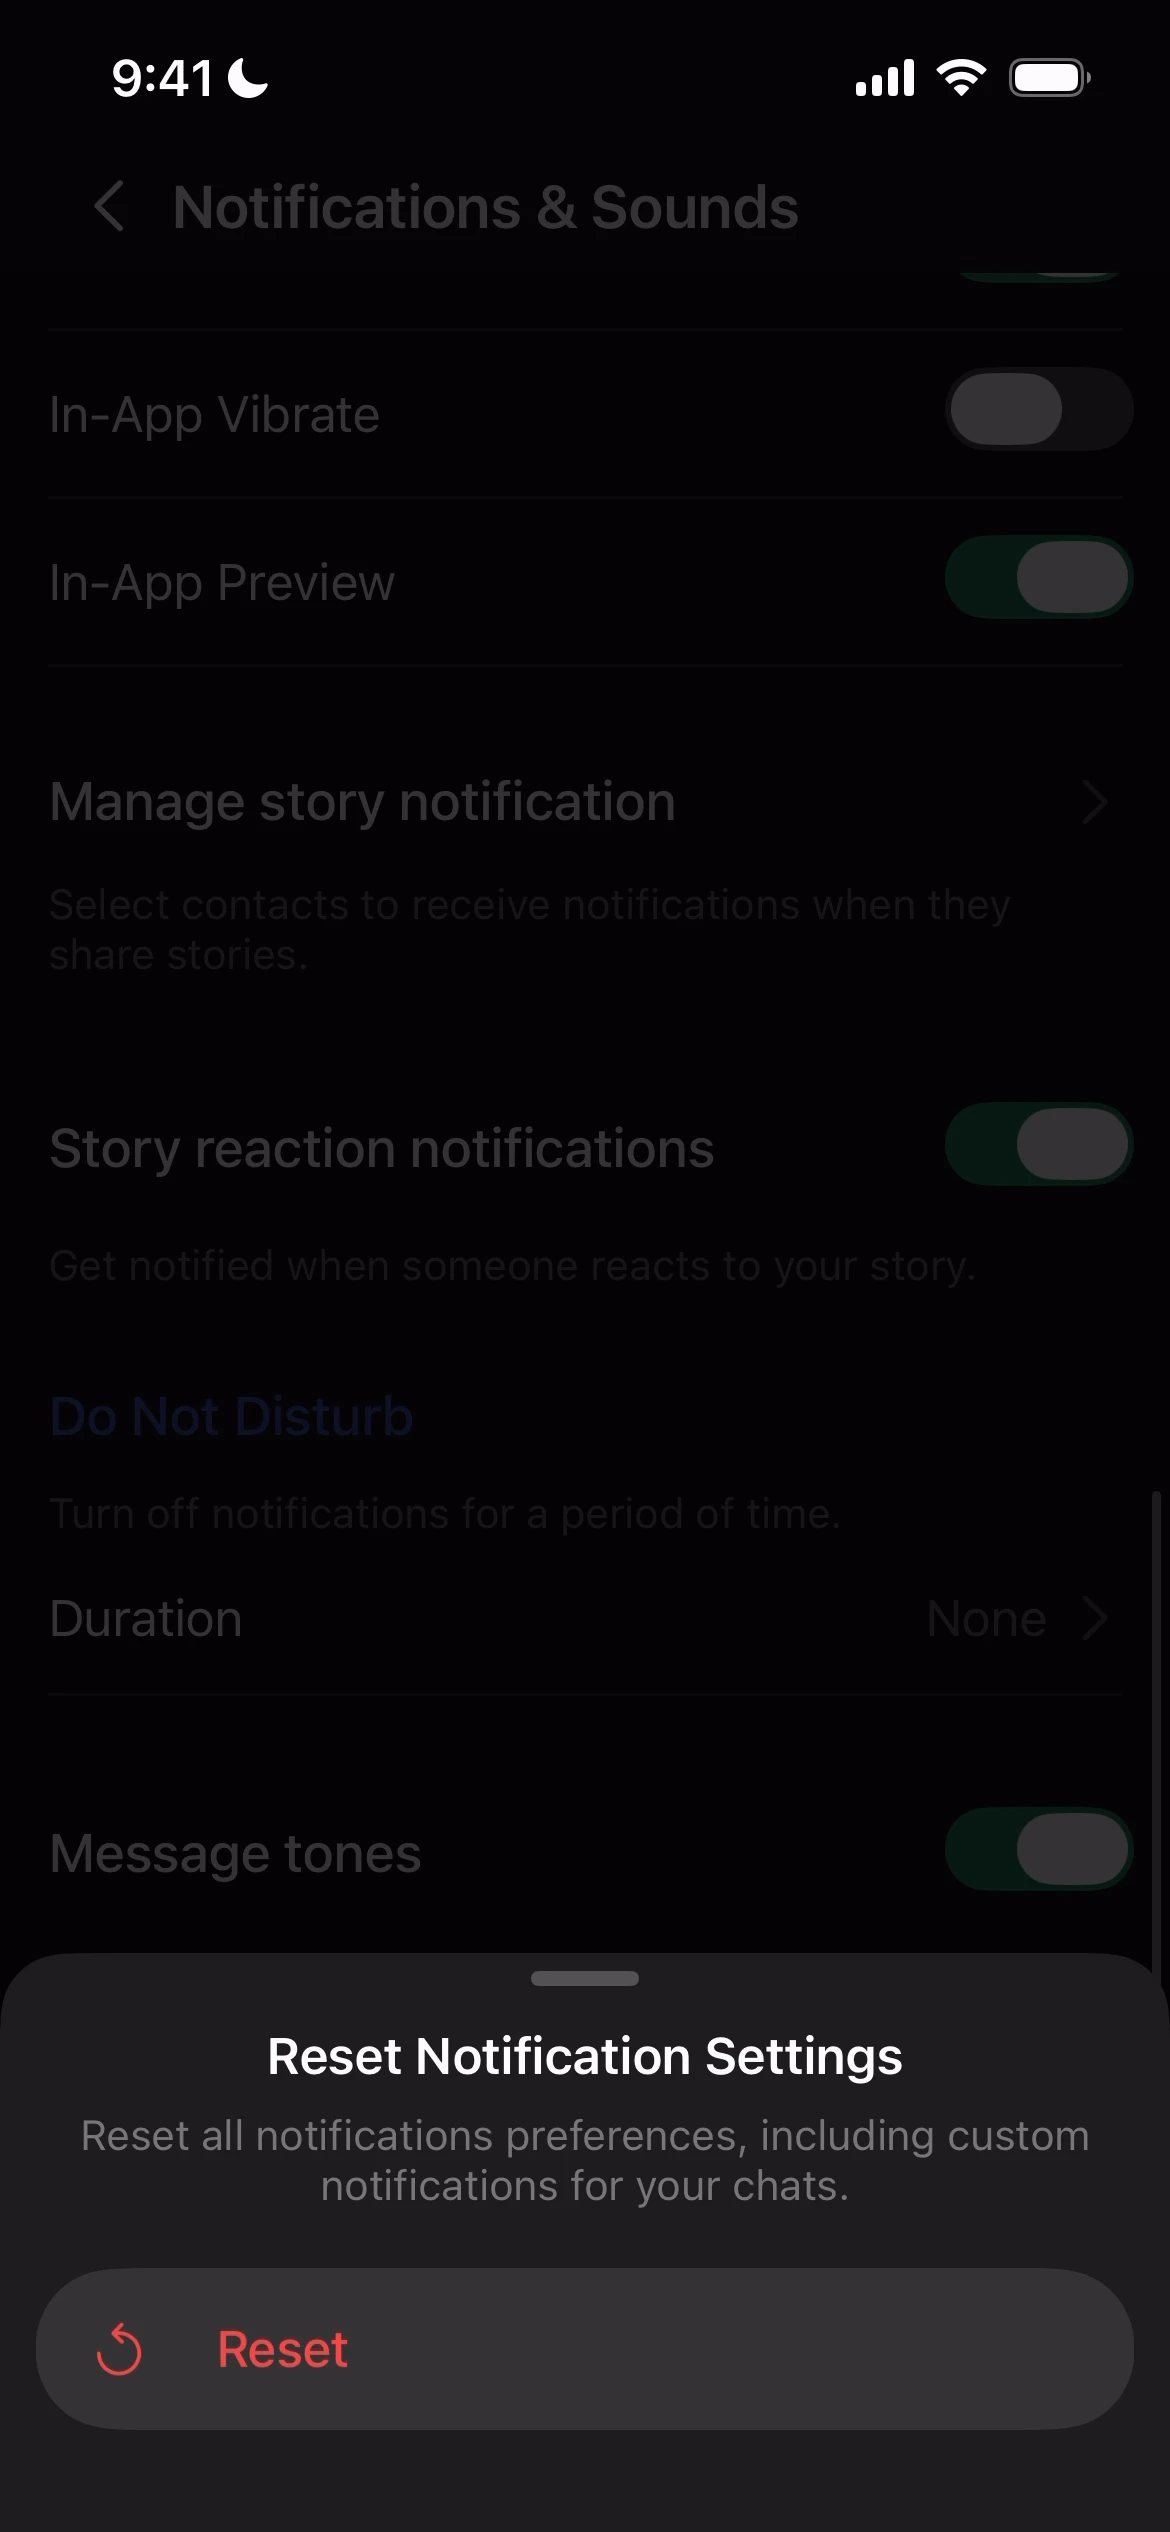 9:41
Notifications & Sounds
In-App Vibrate
In-App Preview
Manage story notification
Select contacts to receive notifications when they
share stories.
Story reaction notifications
Get notified when someone reacts to your story.
Do Not Disturb
Turn off notifications for a period of time.
Duration None
Message tones
Reset Notification Settings
Reset all notifications preferences, including custom
notifications for your chats.
Reset